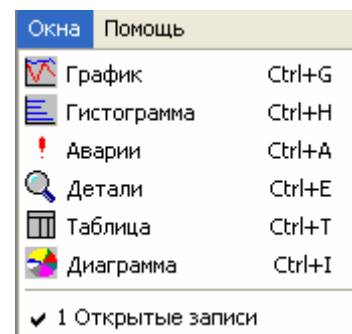 Окна Помощь
График Ctrl+G
Гистограмма Ctrl+H
Аварии Ctrl+A
Детали Ctrl+E
Таблица Ctrl+T
Диаграмма Ctrl+I
1 Открытые записи